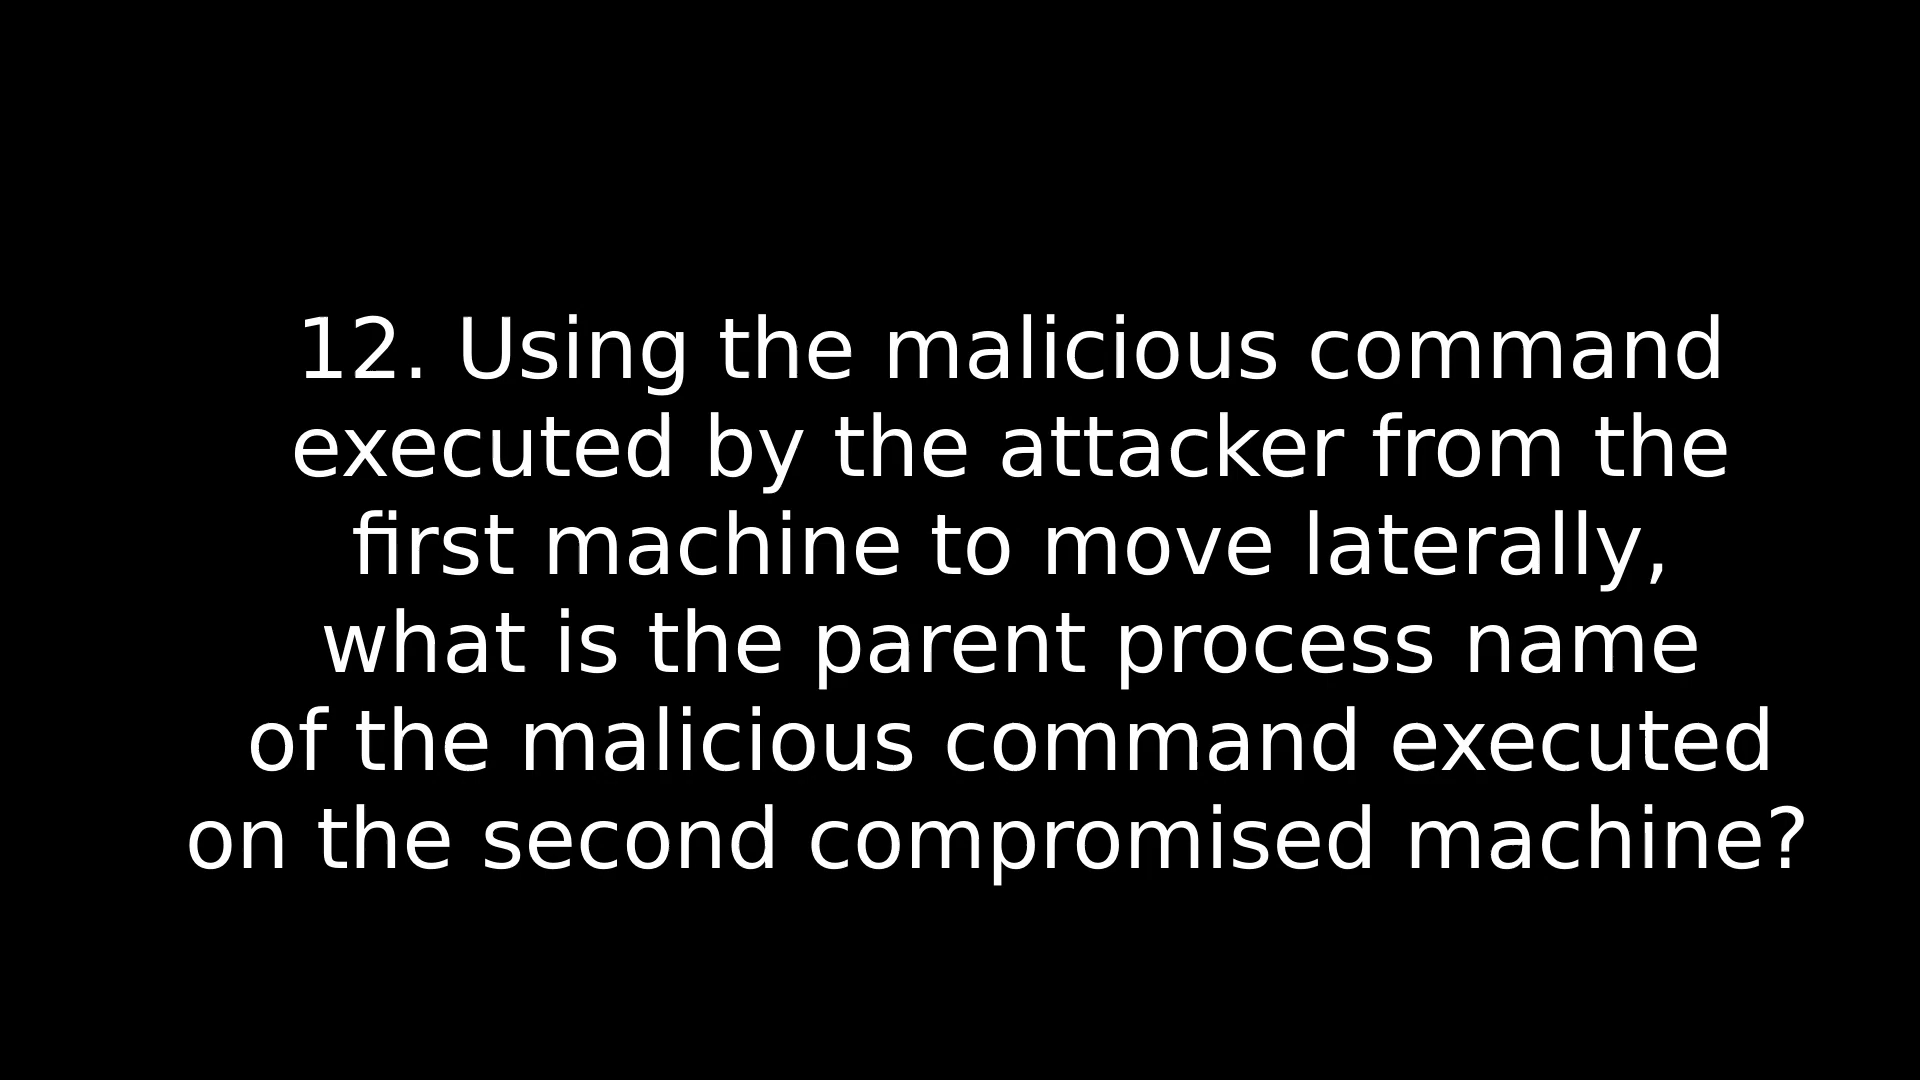 12. Using the malicious command
executed by the attacker from the
first machine to move laterally,
what is the parent process name
of the malicious command executed
on the second compromised machine?